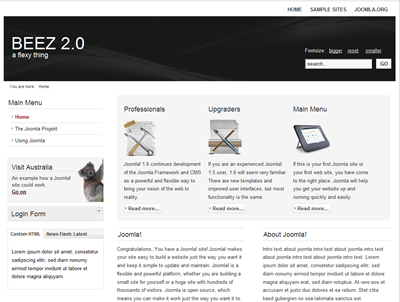 HOME SAMPLE SITES JOOMLA.ORG
BEEZ 2.0
a flexy thing
Fontsize bigger reset smaller
search... GO
You are here: Home
Main Menu
Home
The Joomla Projekt
Using Joomla
Visit Australia
An example how a Joomla!
site could work
Go on
Login Form
Custom HTML News Flash: Latest
Lorem ipsum dolor sit amet, consetetur
sadipscing elitr, sed diam nonumy
eirmod tempor invidunt ut labore et
dolore magna aliquyam.
Professionals
Joomla! 1.6 continues development
of the Joomla Framework and CMS
as a powerful and flexible way to
bring your vision of the web to
reality.
Read more...
Upgraders
If you are an experienced Joomla!
1.5 user, 1.6 will seem very familiar.
There are new templates and
improved user interfaces, but most
functionality is the same.
Read more...
Main Menu
If this is your first Joomla site or
your first web site, you have come
to the right place. Joomla will help
you get your website up and
running quickly and easily.
Read more...
Joomla!
Congratulations, You have a Joomla! site! Joomla! makes
your site easy to build a website just the way you want it
and keep it simple to update and maintain. Joomla! is a
flexible and powerful platform, whether you are building a
small site for yourself or a huge site with hundreds of
thousands of visitors. Joomla is open source, which
means you can make it work just the way you want it to.
About Joomla!
Intro text about joomla intro text about joomla intro text
about joomla intro text about joomla intro text about
joomla Lorem ipsum dolor sit amet, consetetur sadipscing
elitr, sed diam nonumy eirmod tempor invidunt ut labore et
dolore magna aliquyam erat, sed diam voluptua. At vero eos et
accusam et justo duo dolores et ea rebum. Stet clita
kasd gubergren no sea takimata sanctus est.